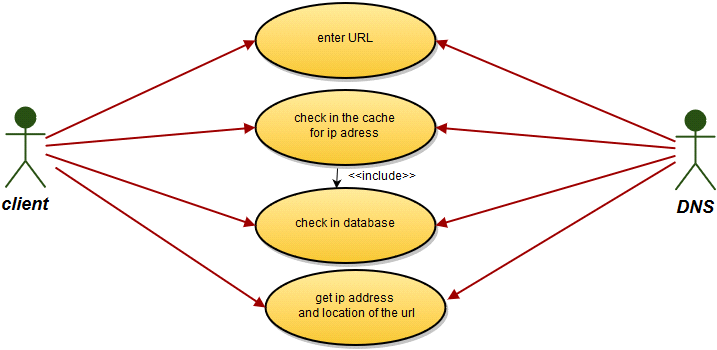 enter URL
check in the cache
for ip adress
<<include>>
client
DNS
check in database
get ip address
and location of the url